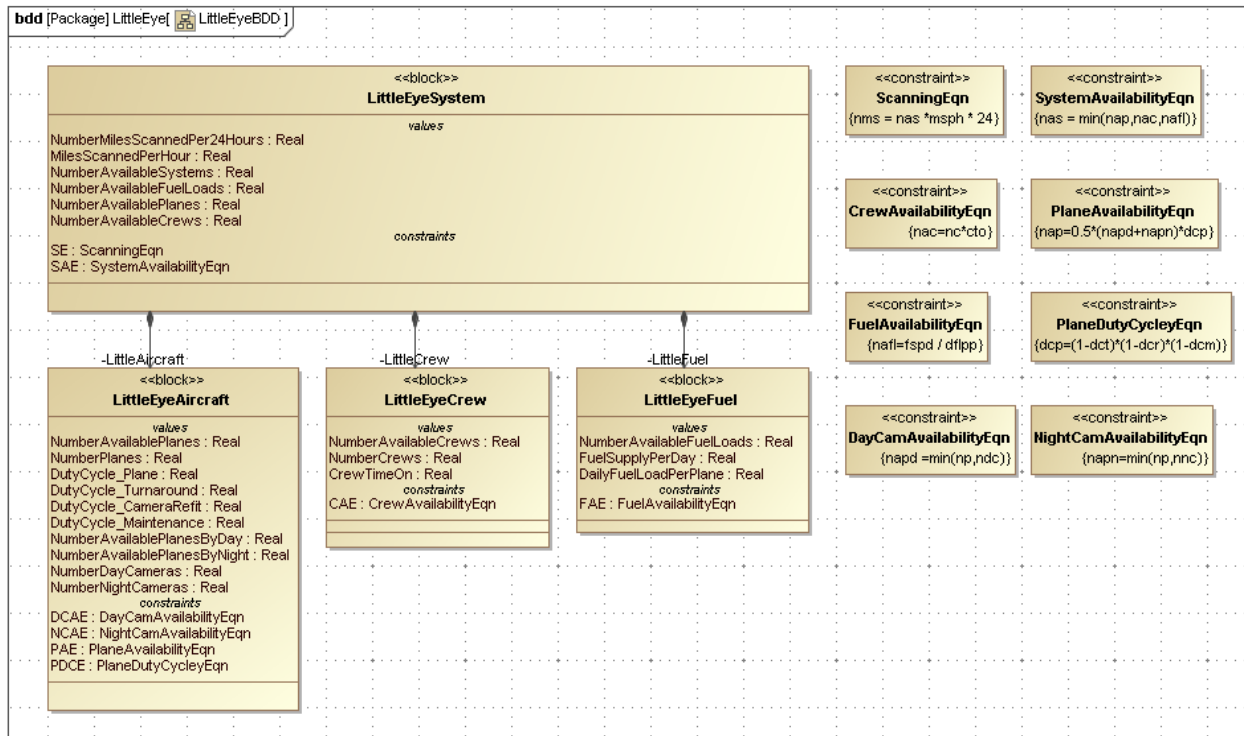 bdd [Package] LittleEye[ LittleEyeBDD ]
<<block>>
LittleEyeSystem
values
NumberMilesScannedPer24Hours : Real
MilesScannedPerHour : Real
NumberAvailableSystems : Real
NumberAvailableFuelLoads : Real
NumberAvailablePlanes : Real
NumberAvailableCrews : Real
constraints
SE : ScanningEqn
SAE : SystemAvailabilityEqn
<<constraint>>
ScanningEqn
{nms = nas *msph * 24}
<<constraint>>
SystemAvailabilityEqn
{nas = min(nap,nac,nafl)}
<<constraint>>
CrewAvailabilityEqn
{nac=nc*cto}
<<constraint>>
PlaneAvailabilityEqn
{nap=0.5*(napd+napn)*dcp}
<<constraint>>
FuelAvailabilityEqn
{nafl=fspd / dflpp}
<<constraint>>
PlaneDutyCycleyEqn
{dcp=(1-dct)*(1-dcr)*(1-dcm)}
<<constraint>>
DayCamAvailabilityEqn
{napd =min(np,ndc)}
<<constraint>>
NightCamAvailabilityEqn
{napn=min(np,nnc)}
-LittleAircraft
<<block>>
LittleEyeAircraft
values
NumberAvailablePlanes : Real
NumberPlanes : Real
DutyCycle_Plane : Real
DutyCycle_Turnaround : Real
DutyCycle_CameraRefit : Real
DutyCycle_Maintenance : Real
NumberAvailablePlanesByDay : Real
NumberAvailablePlanesByNight : Real
NumberDayCameras : Real
NumberNightCameras : Real
constraints
DCAE : DayCamAvailabilityEqn
NCAE : NightCamAvailabilityEqn
PAE : PlaneAvailabilityEqn
PDCE : PlaneDutyCycleyEqn
-LittleCrew
<<block>>
LittleEyeCrew
values
NumberAvailableCrews : Real
NumberCrews : Real
CrewTimeOn : Real
constraints
CAE : CrewAvailabilityEqn
-LittleFuel
<<block>>
LittleEyeFuel
values
NumberAvailableFuelLoads : Real
FuelSupplyPerDay : Real
DailyFuelLoadPerPlane : Real
constraints
FAE : FuelAvailabilityEqn